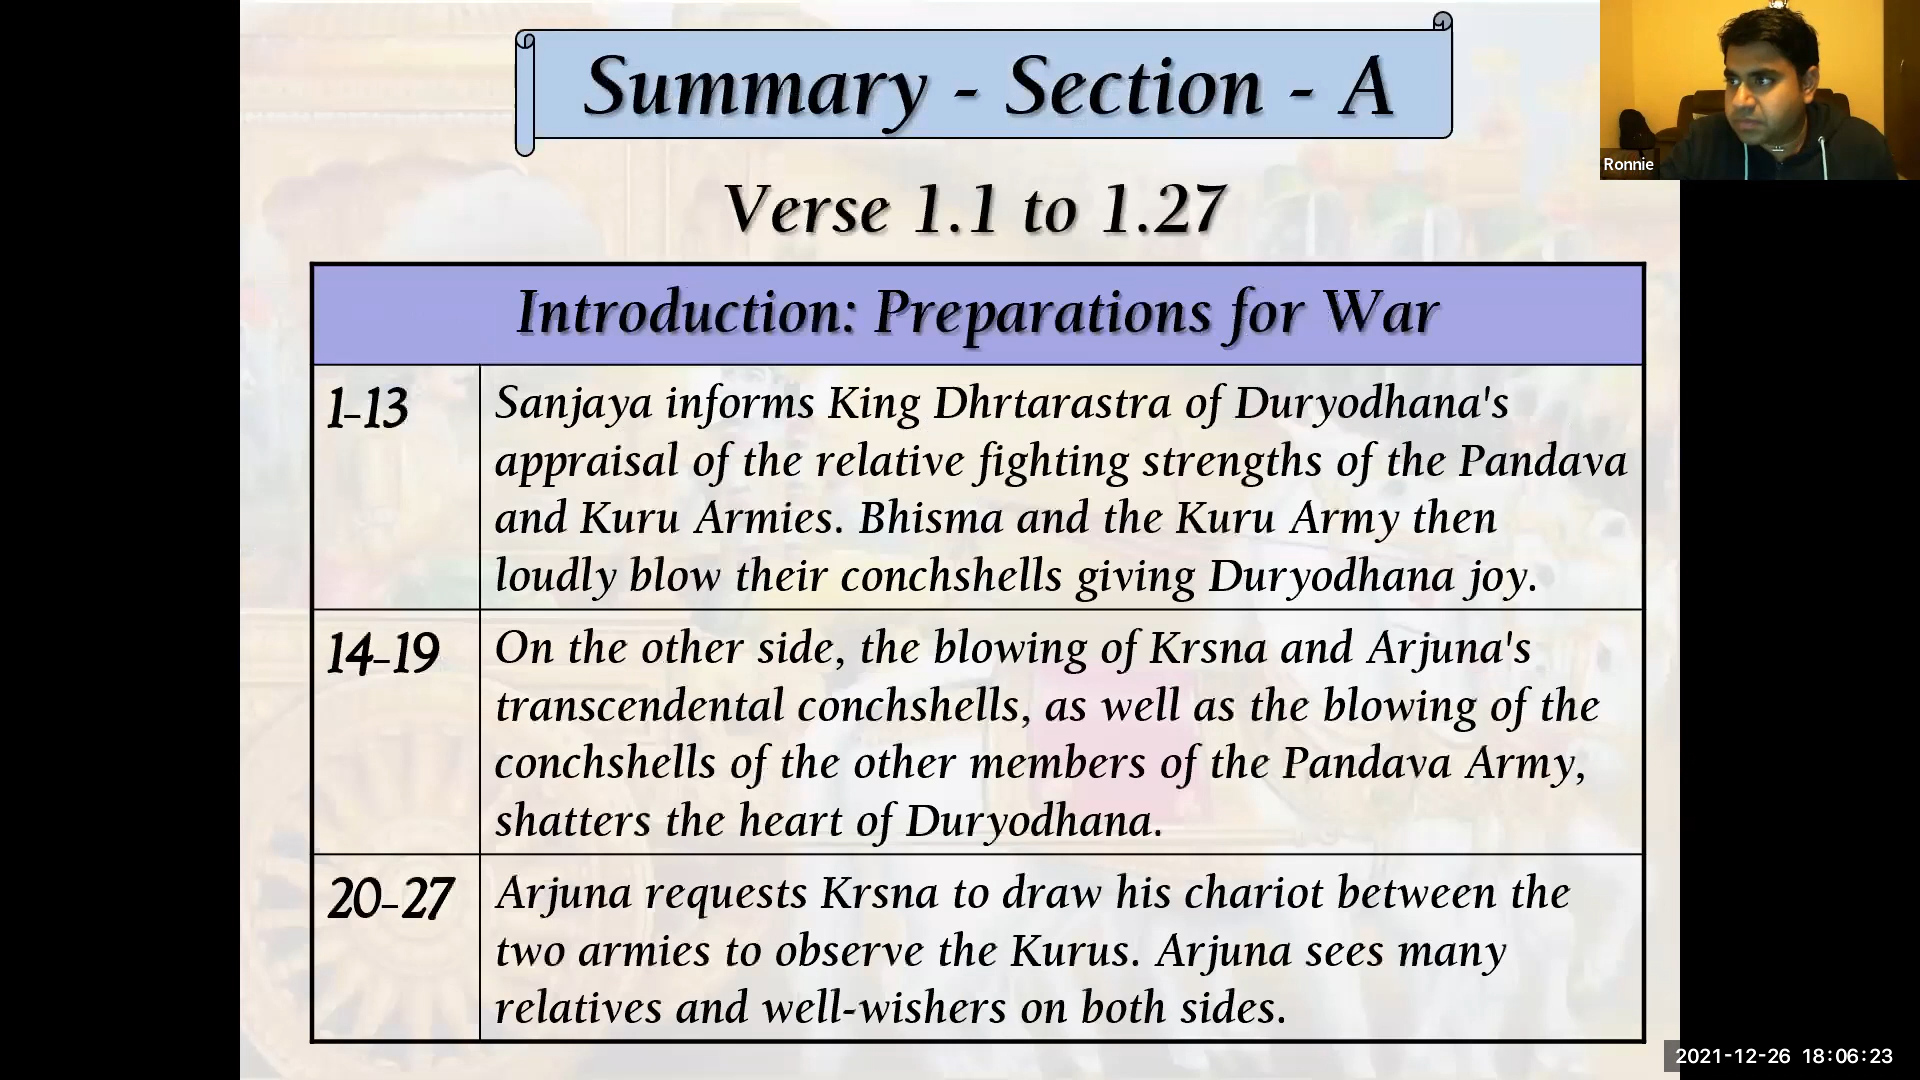 Summary - Section - A
Ronnie
Verse 1.1 to 1.27
Introduction: Preparations for War
1-13
Sanjaya informs King Dhrtarastra of Duryodhana's
appraisal of the relative fighting strengths of the Pandava
and Kuru Armies. Bhisma and the Kuru Army then
loudly blow their conchshells giving Duryodhana joy.
14-19
On the other side, the blowing of Krsna and Arjuna's
transcendental conchshells, as well as the blowing of the
conchshells of the other members of the Pandava Army,
shatters the heart of Duryodhana.
20-27
Arjuna requests Krsna to draw his chariot between the
two armies to observe the Kurus. Arjuna sees many
relatives and well-wishers on both sides.
2021-12-26 18:06:23